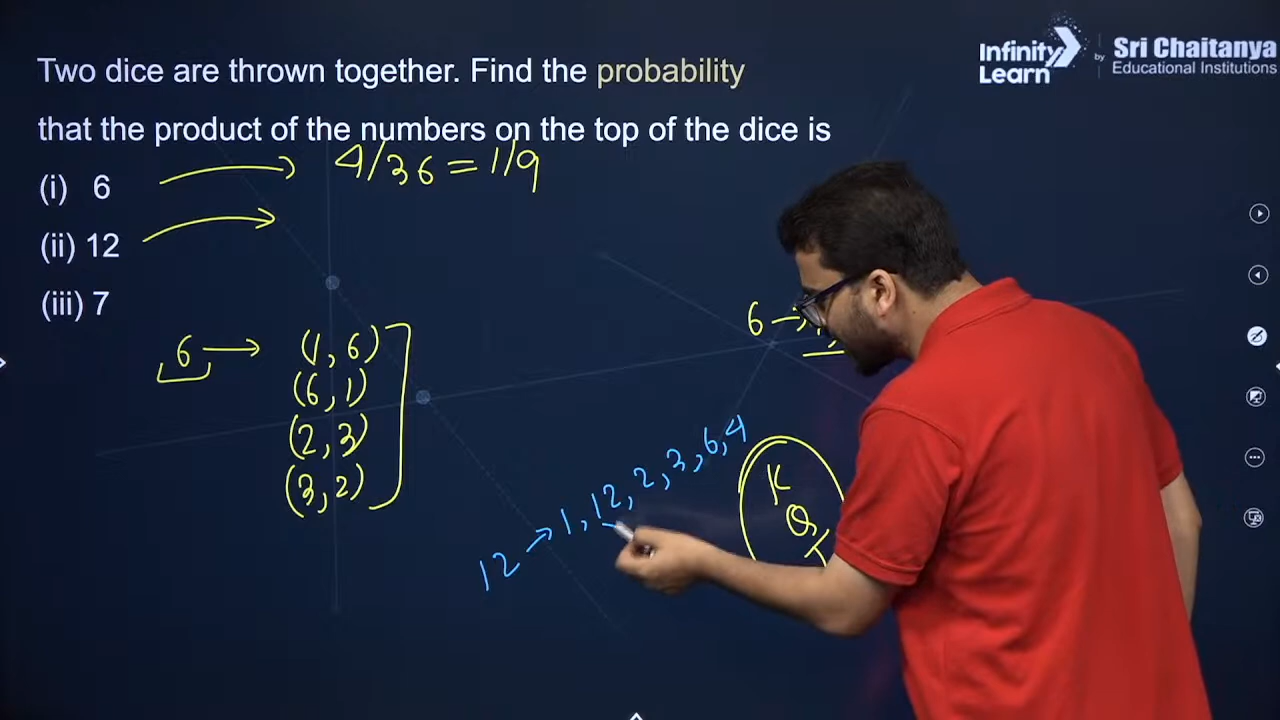 Two dice are thrown together. Find the probability
that the product of the numbers on the top of the dice is
(i) 6 → 4/36 = 1/9
(ii) 12 →
(iii) 7
6 → (1, 6)
(6, 1)
(2, 3)
(3, 2)
12 → 1, 12, 2, 3, 6, 4
6 →
K
Q
J
Infinity Learn by Sri Chaitanya Educational Institutions